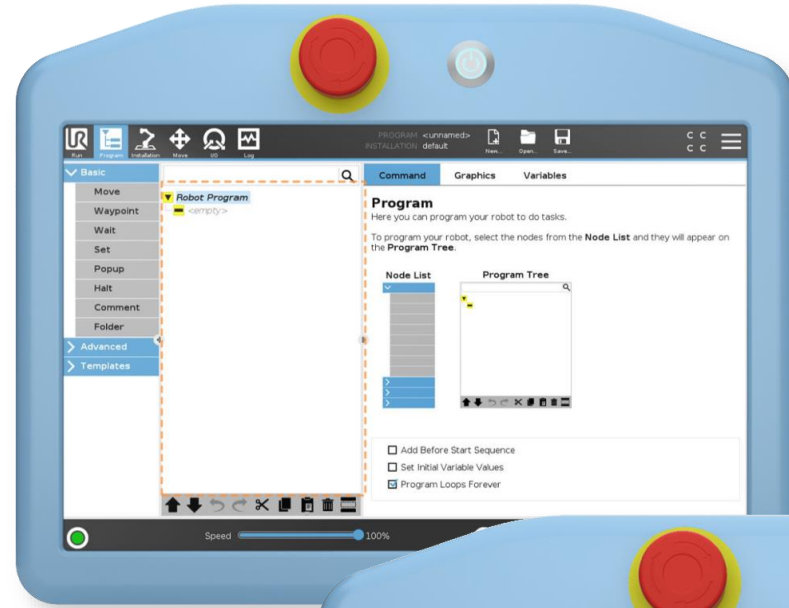 UR
PROGRAM <unnamed>
INSTALLATION default
C C
C C
Run Program Installation Move I/O Log New... Open... Save...
Basic
Move
Waypoint
Wait
Set
Popup
Halt
Comment
Folder
Advanced
Templates
Robot Program
<empty>
Command Graphics Variables
Program
Here you can program your robot to do tasks.
To program your robot, select the nodes from the Node List and they will appear on
the Program Tree.
Node List Program Tree
Add Before Start Sequence
Set Initial Variable Values
Program Loops Forever
Speed 100%